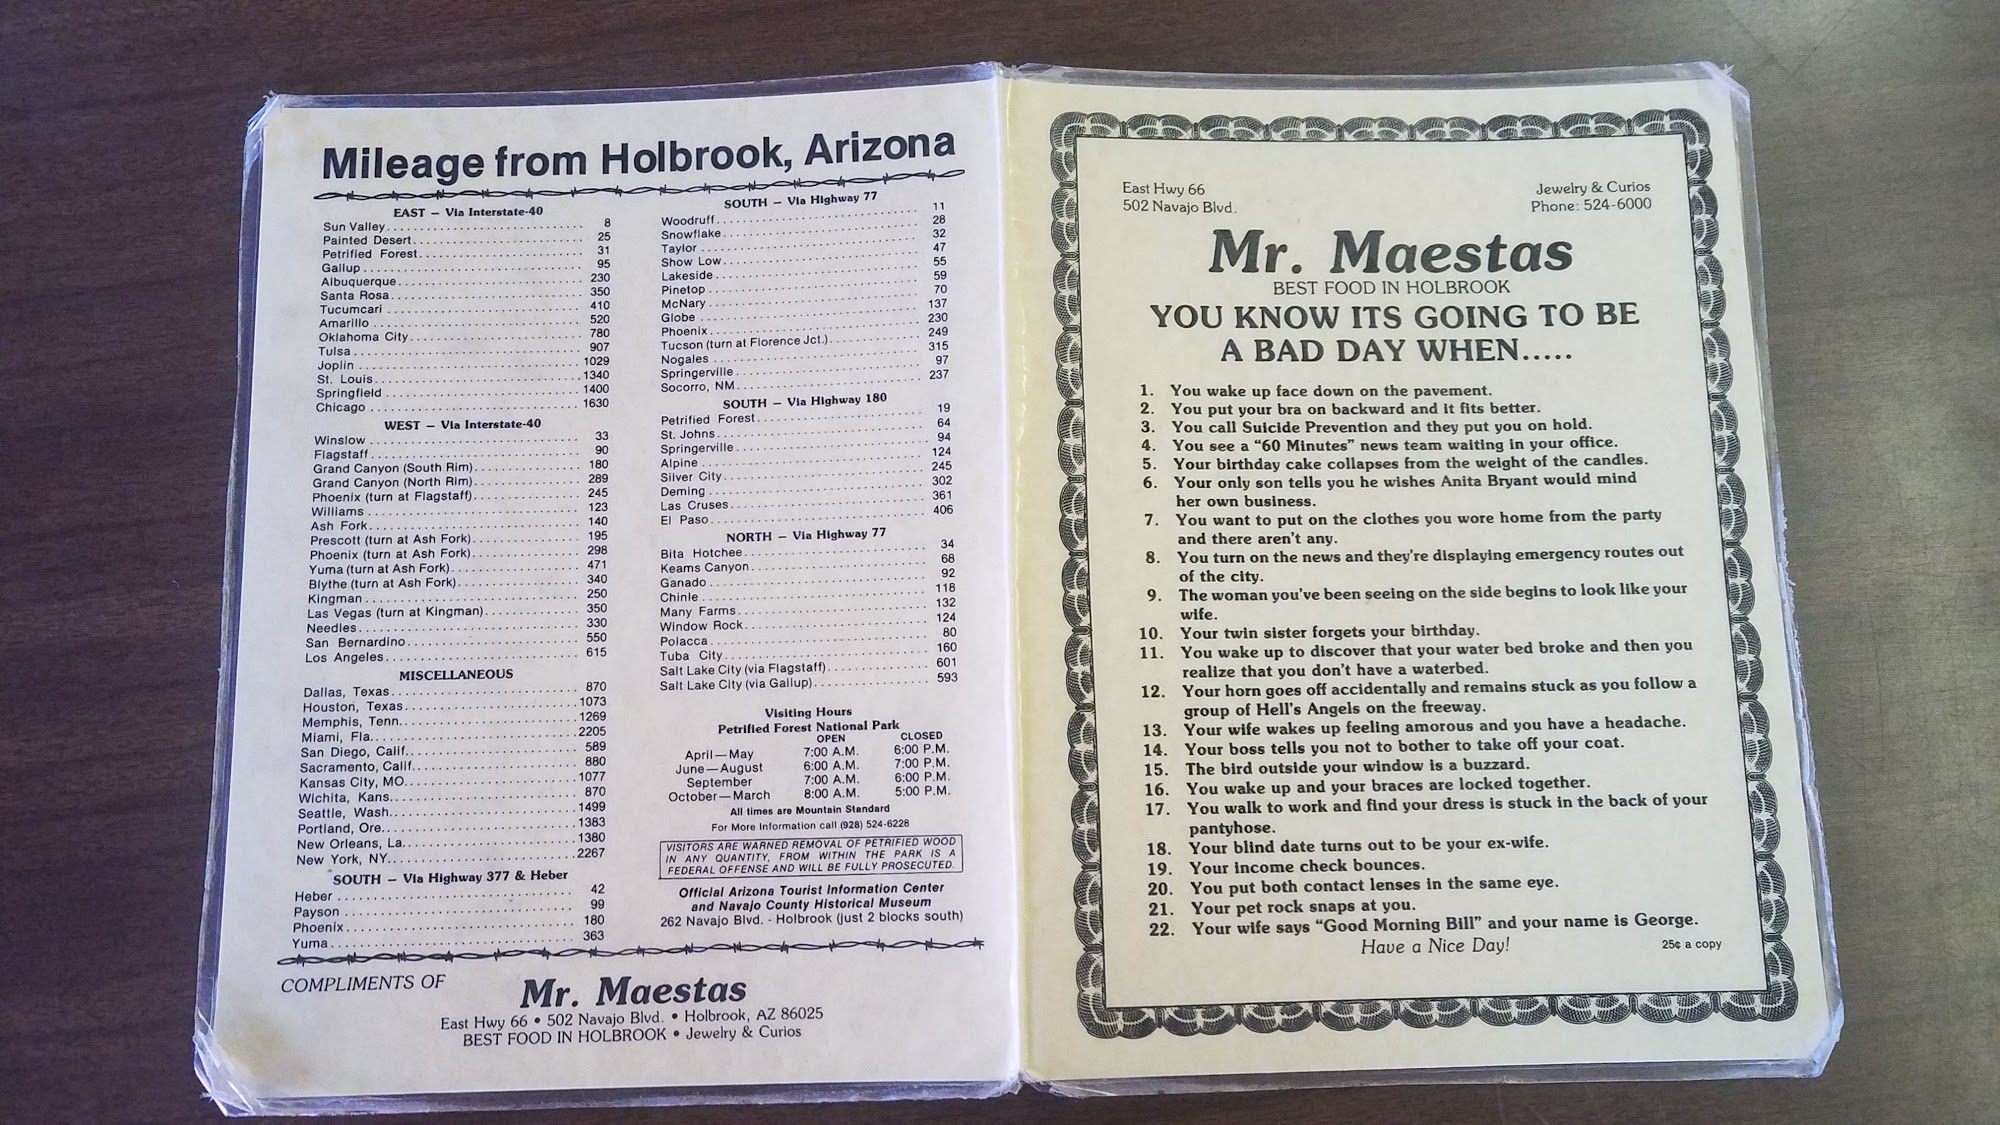 Mileage from Holbrook, Arizona
EAST – Via Interstate-40
Sun Valley 8
Painted Desert 25
Petrified Forest 31
Gallup 95
Albuquerque 230
Santa Rosa 350
Tucumcari 410
Amarillo 520
Oklahoma City 780
Tulsa 907
Joplin 1029
St. Louis 1340
Springfield 1400
Chicago 1630
WEST – Via Interstate-40
Winslow 33
Flagstaff 90
Grand Canyon (South Rim) 180
Grand Canyon (North Rim) 289
Phoenix (turn at Flagstaff) 245
Williams 123
Ash Fork 140
Prescott (turn at Ash Fork) 195
Phoenix (turn at Ash Fork) 298
Yuma (turn at Ash Fork) 471
Blythe (turn at Ash Fork) 340
Kingman 250
Las Vegas (turn at Kingman) 350
Needles 330
San Bernardino 550
Los Angeles 615
MISCELLANEOUS
Dallas, Texas 870
Houston, Texas 1073
Memphis, Tenn. 1269
Miami, Fla. 2205
San Diego, Calif. 589
Sacramento, Calif. 880
Kansas City, MO. 1077
Wichita, Kans. 870
Seattle, Wash. 1499
Portland, Ore. 1383
New Orleans, La. 1380
New York, NY. 2267
SOUTH – Via Highway 377 & Heber
Heber 42
Payson 99
Phoenix 180
Yuma 363
SOUTH – Via Highway 77
Woodruff 11
Snowflake 28
Taylor 32
Show Low 47
Lakeside 55
Pinetop 59
McNary 70
Globe 137
Phoenix 230
Tucson (turn at Florence Jct.) 249
Nogales 315
Springerville 97
Socorro, NM 237
SOUTH – Via Highway 180
Petrified Forest 19
St. Johns 64
Springerville 94
Alpine 124
Silver City 245
Deming 302
Las Cruses 361
El Paso 406
NORTH – Via Highway 77
Bita Hotchee 34
Keams Canyon 68
Ganado 92
Chinle 118
Many Farms 132
Window Rock 124
Polacca 80
Tuba City 160
Salt Lake City (via Flagstaff) 601
Salt Lake City (via Gallup) 593
Visiting Hours
Petrified Forest National Park
OPEN CLOSED
April—May 7:00 A.M. 6:00 P.M.
June—August 6:00 A.M. 7:00 P.M.
September 7:00 A.M. 6:00 P.M.
October—March 8:00 A.M. 5:00 P.M.
All times are Mountain Standard
For More Information call (928) 524-6228
VISITORS ARE WARNED REMOVAL OF PETRIFIED WOOD
IN ANY QUANTITY, FROM WITHIN THE PARK IS A
FEDERAL OFFENSE AND WILL BE FULLY PROSECUTED.
Official Arizona Tourist Information Center
and Navajo County Historical Museum
262 Navajo Blvd. - Holbrook (just 2 blocks south)
COMPLIMENTS OF
Mr. Maestas
East Hwy 66 • 502 Navajo Blvd. • Holbrook, AZ 86025
BEST FOOD IN HOLBROOK • Jewelry & Curios
East Hwy 66
502 Navajo Blvd.
Jewelry & Curios
Phone: 524-6000
Mr. Maestas
BEST FOOD IN HOLBROOK
YOU KNOW ITS GOING TO BE
A BAD DAY WHEN.....
1. You wake up face down on the pavement.
2. You put your bra on backward and it fits better.
3. You call Suicide Prevention and they put you on hold.
4. You see a "60 Minutes" news team waiting in your office.
5. Your birthday cake collapses from the weight of the candles.
6. Your only son tells you he wishes Anita Bryant would mind
her own business.
7. You want to put on the clothes you wore home from the party
and there aren't any.
8. You turn on the news and they're displaying emergency routes out
of the city.
9. The woman you've been seeing on the side begins to look like your
wife.
10. Your twin sister forgets your birthday.
11. You wake up to discover that your water bed broke and then you
realize that you don't have a waterbed.
12. Your horn goes off accidentally and remains stuck as you follow a
group of Hell's Angels on the freeway.
13. Your wife wakes up feeling amorous and you have a headache.
14. Your boss tells you not to bother to take off your coat.
15. The bird outside your window is a buzzard.
16. You wake up and your braces are locked together.
17. You walk to work and find your dress is stuck in the back of your
pantyhose.
18. Your blind date turns out to be your ex-wife.
19. Your income check bounces.
20. You put both contact lenses in the same eye.
21. Your pet rock snaps at you.
22. Your wife says "Good Morning Bill" and your name is George.
Have a Nice Day!
25¢ a copy